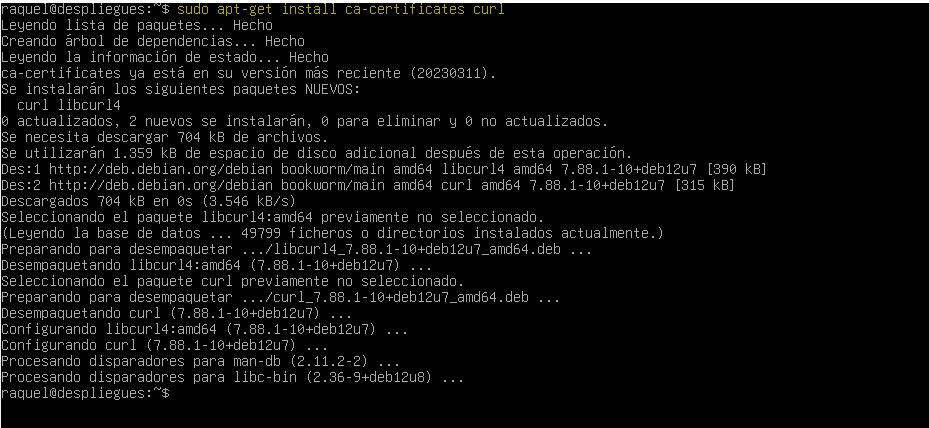 raquel@despliegues:~$ sudo apt-get install ca-certificates curl
Leyendo lista de paquetes... Hecho
Creando árbol de dependencias... Hecho
Leyendo la información de estado... Hecho
ca-certificates ya está en su versión más reciente (20230311).
Se instalarán los siguientes paquetes NUEVOS:
  curl libcurl4
0 actualizados, 2 nuevos se instalarán, 0 para eliminar y 0 no actualizados.
Se necesita descargar 704 kB de archivos.
Se utilizarán 1.359 kB de espacio de disco adicional después de esta operación.
Des:1 http://deb.debian.org/debian bookworm/main amd64 libcurl4 amd64 7.88.1-10+deb12u7 [390 kB]
Des:2 http://deb.debian.org/debian bookworm/main amd64 curl amd64 7.88.1-10+deb12u7 [315 kB]
Descargados 704 kB en 0s (3.546 kB/s)
Seleccionando el paquete libcurl4:amd64 previamente no seleccionado.
(Leyendo la base de datos ... 49799 ficheros o directorios instalados actualmente.)
Preparando para desempaquetar .../libcurl4_7.88.1-10+deb12u7_amd64.deb ...
Desempaquetando libcurl4:amd64 (7.88.1-10+deb12u7) ...
Seleccionando el paquete curl previamente no seleccionado.
Preparando para desempaquetar .../curl_7.88.1-10+deb12u7_amd64.deb ...
Desempaquetando curl (7.88.1-10+deb12u7) ...
Configurando libcurl4:amd64 (7.88.1-10+deb12u7) ...
Configurando curl (7.88.1-10+deb12u7) ...
Procesando disparadores para man-db (2.11.2-2) ...
Procesando disparadores para libc-bin (2.36-9+deb12u8) ...
raquel@despliegues:~$